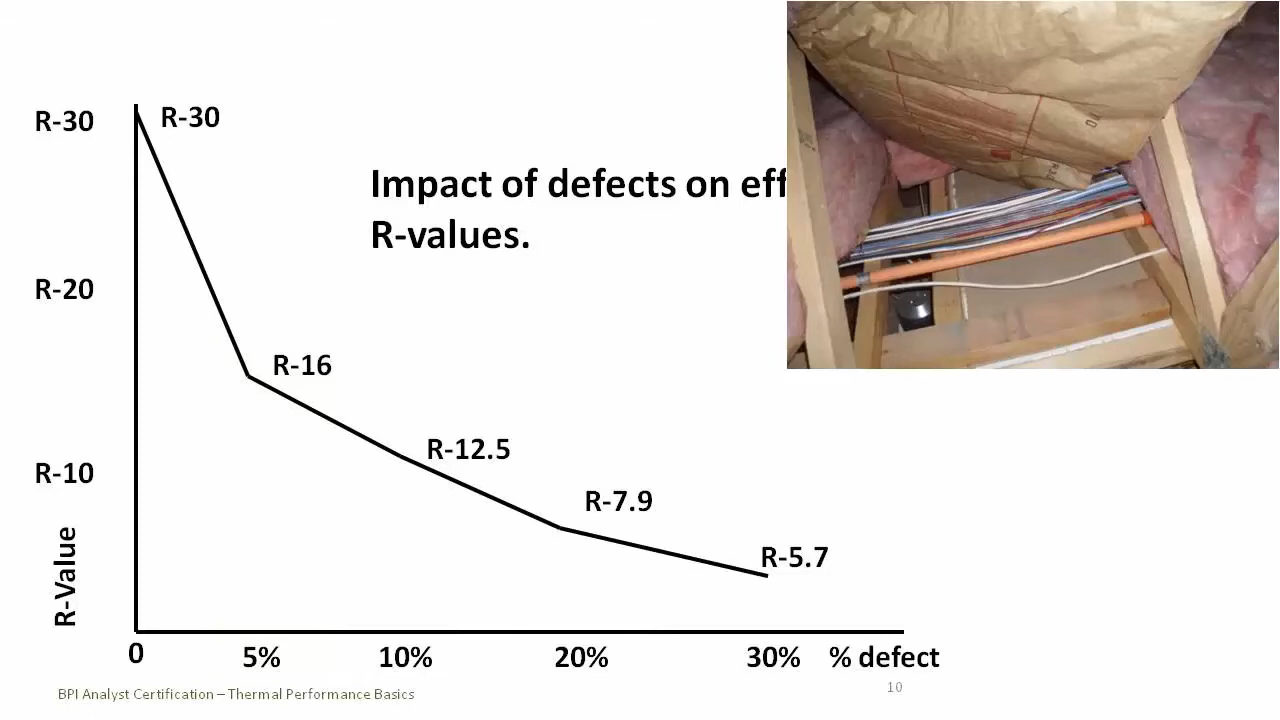 R-30
R-30
Impact of defects on eff
R-values.
R-20
R-16
R-12.5
R-10
R-7.9
R-5.7
R-Value
0
5%
10%
20%
30%
% defect
BPI Analyst Certification – Thermal Performance Basics
10